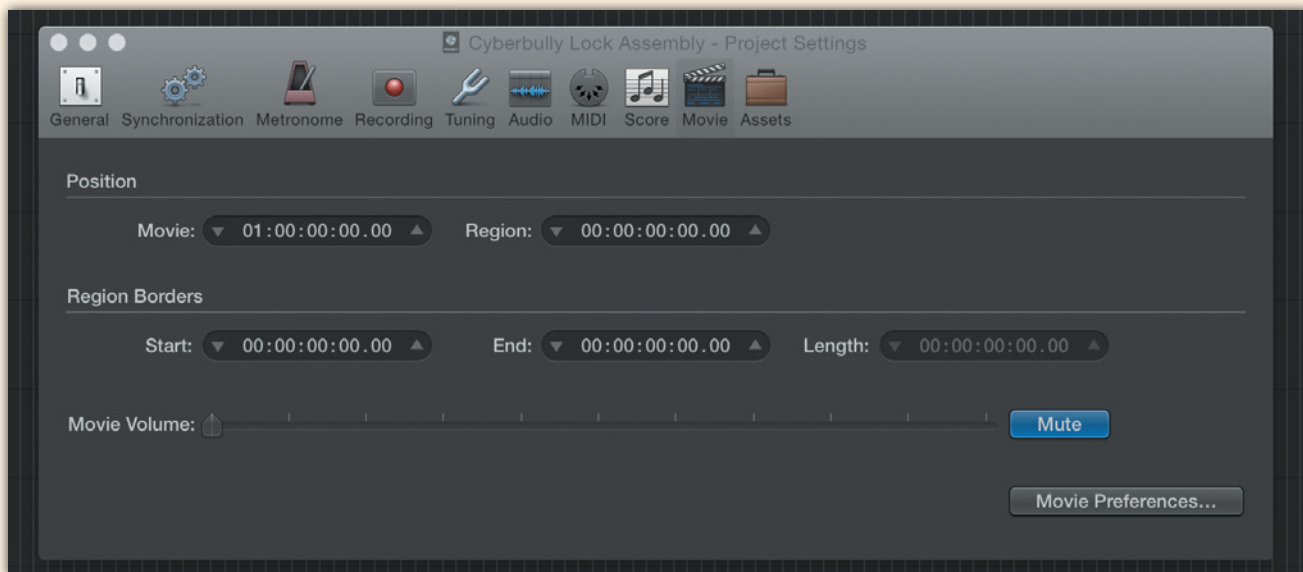 Cyberbully Lock Assembly - Project Settings
General Synchronization Metronome Recording Tuning Audio MIDI Score Movie Assets
Position
Movie: 01:00:00:00.00 Region: 00:00:00:00.00
Region Borders
Start: 00:00:00:00.00 End: 00:00:00:00.00 Length: 00:00:00:00.00
Movie Volume: Mute
Movie Preferences...